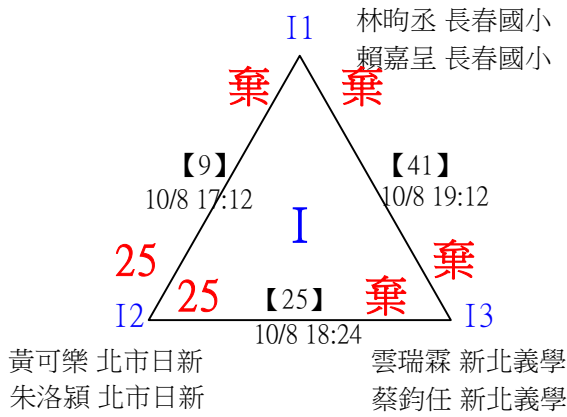 I1
林昫丞 長春國小
賴嘉呈 長春國小
棄 棄
【9】
10/8 17:12
【41】
10/8 19:12
I
25
棄
25
【25】
棄
I2
10/8 18:24
I3
黃可樂 北市日新
朱洛潁 北市日新
雲瑞霖 新北義學
蔡鈞任 新北義學